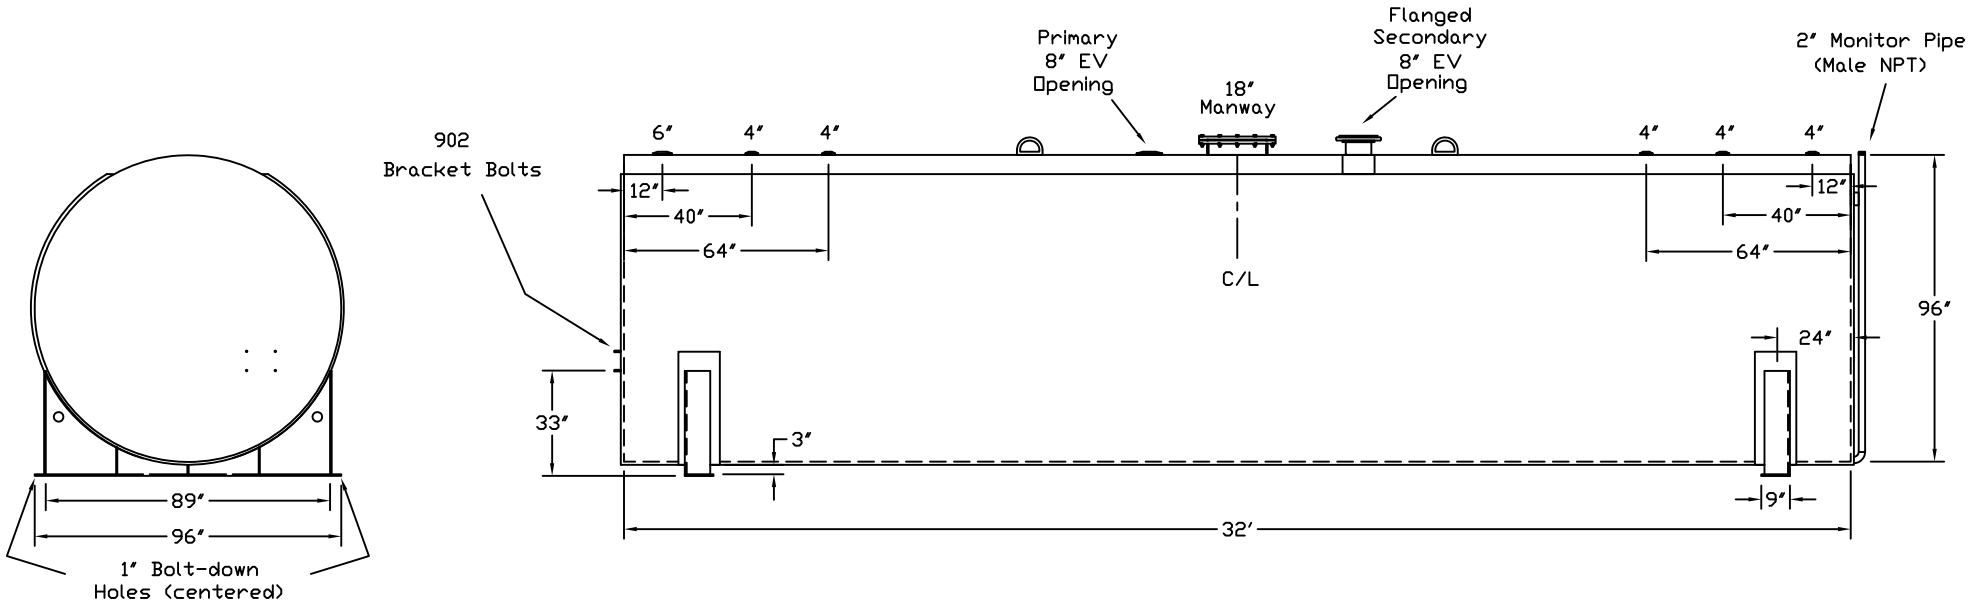 Flanged
Secondary
8" EV
Opening
Primary
8" EV
Opening
2" Monitor Pipe
(Male NPT)
18"
Manway
902
Bracket Bolts
6"
4"
4"
4"
4"
4"
12"
40"
64"
12"
40"
64"
C/L
96"
24"
33"
3"
9"
89"
96"
32'
1" Bolt-down
Holes (centered)